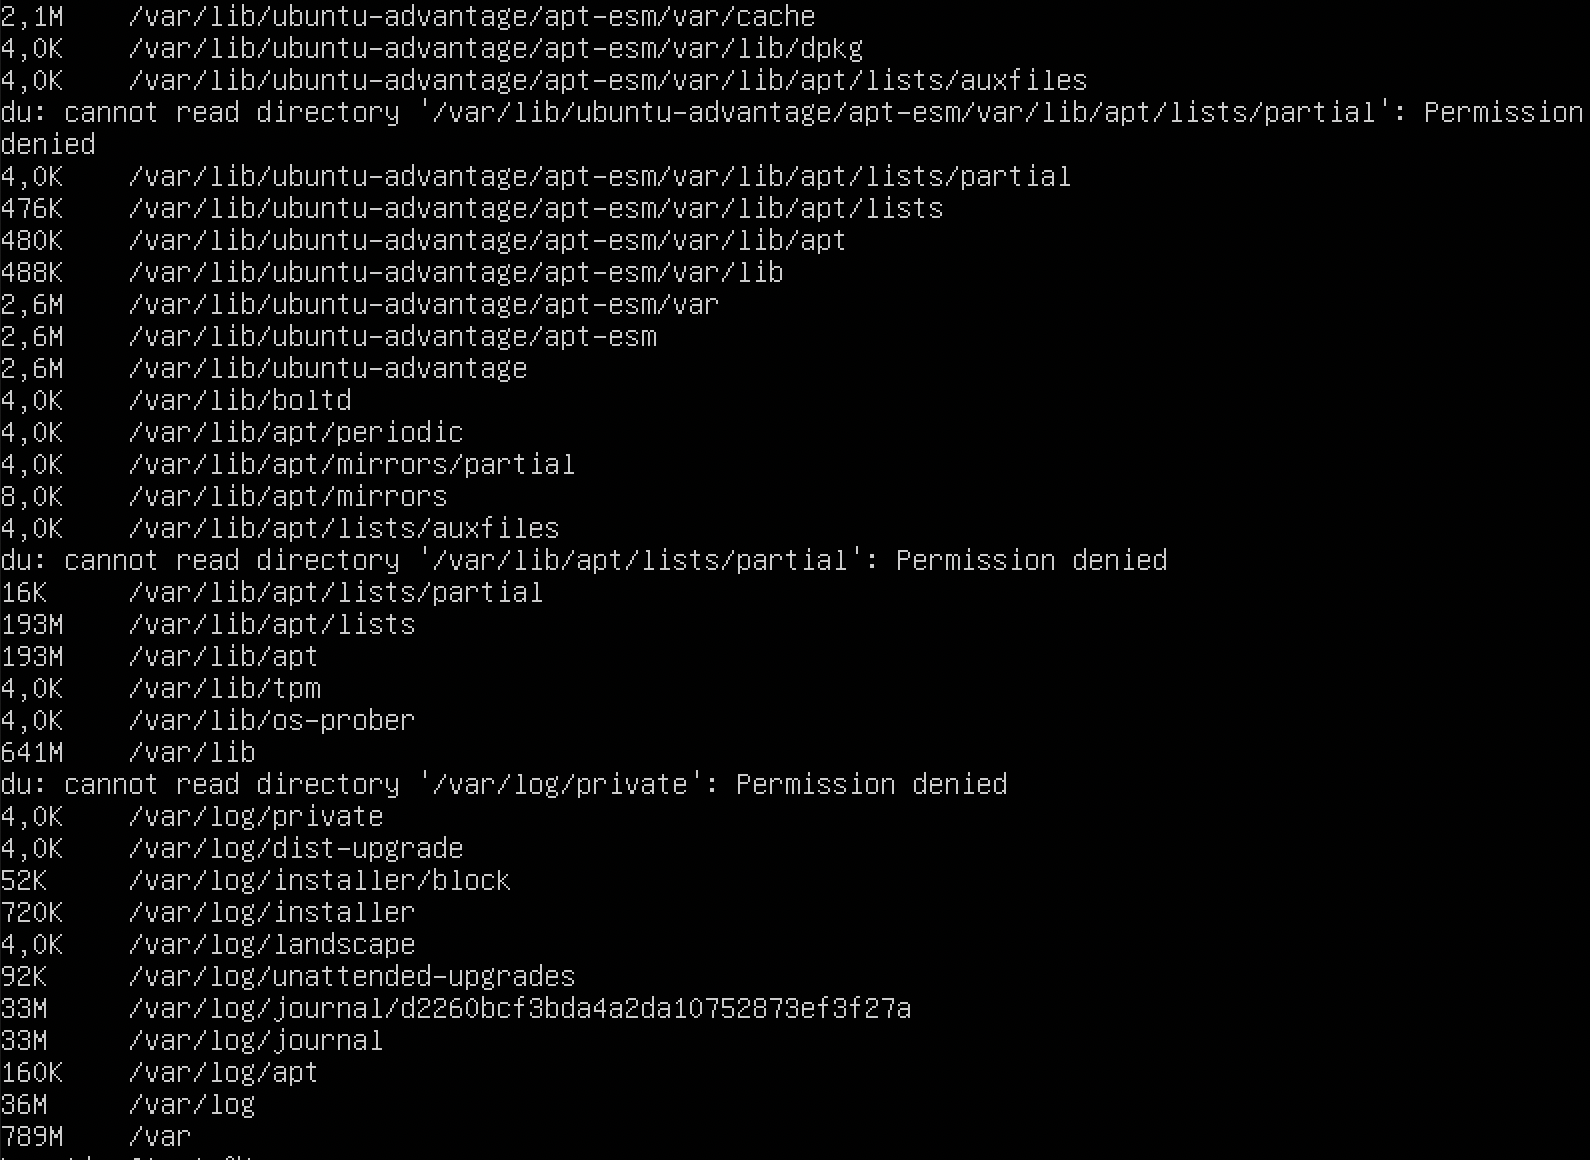 2,1M /var/lib/ubuntu-advantage/apt-esm/var/cache
4,0K /var/lib/ubuntu-advantage/apt-esm/var/lib/dpkg
4,0K /var/lib/ubuntu-advantage/apt-esm/var/lib/apt/lists/auxfiles
du: cannot read directory '/var/lib/ubuntu-advantage/apt-esm/var/lib/apt/lists/partial': Permission
denied
4,0K /var/lib/ubuntu-advantage/apt-esm/var/lib/apt/lists/partial
476K /var/lib/ubuntu-advantage/apt-esm/var/lib/apt/lists
480K /var/lib/ubuntu-advantage/apt-esm/var/lib/apt
488K /var/lib/ubuntu-advantage/apt-esm/var/lib
2,6M /var/lib/ubuntu-advantage/apt-esm/var
2,6M /var/lib/ubuntu-advantage/apt-esm
2,6M /var/lib/ubuntu-advantage
4,0K /var/lib/boltd
4,0K /var/lib/apt/periodic
4,0K /var/lib/apt/mirrors/partial
8,0K /var/lib/apt/mirrors
4,0K /var/lib/apt/lists/auxfiles
du: cannot read directory '/var/lib/apt/lists/partial': Permission denied
16K /var/lib/apt/lists/partial
193M /var/lib/apt/lists
193M /var/lib/apt
4,0K /var/lib/tpm
4,0K /var/lib/os-prober
641M /var/lib
du: cannot read directory '/var/log/private': Permission denied
4,0K /var/log/private
4,0K /var/log/dist-upgrade
52K /var/log/installer/block
720K /var/log/installer
4,0K /var/log/landscape
92K /var/log/unattended-upgrades
33M /var/log/journal/d2260bcf3bda4a2da10752873ef3f27a
33M /var/log/journal
160K /var/log/apt
36M /var/log
789M /var